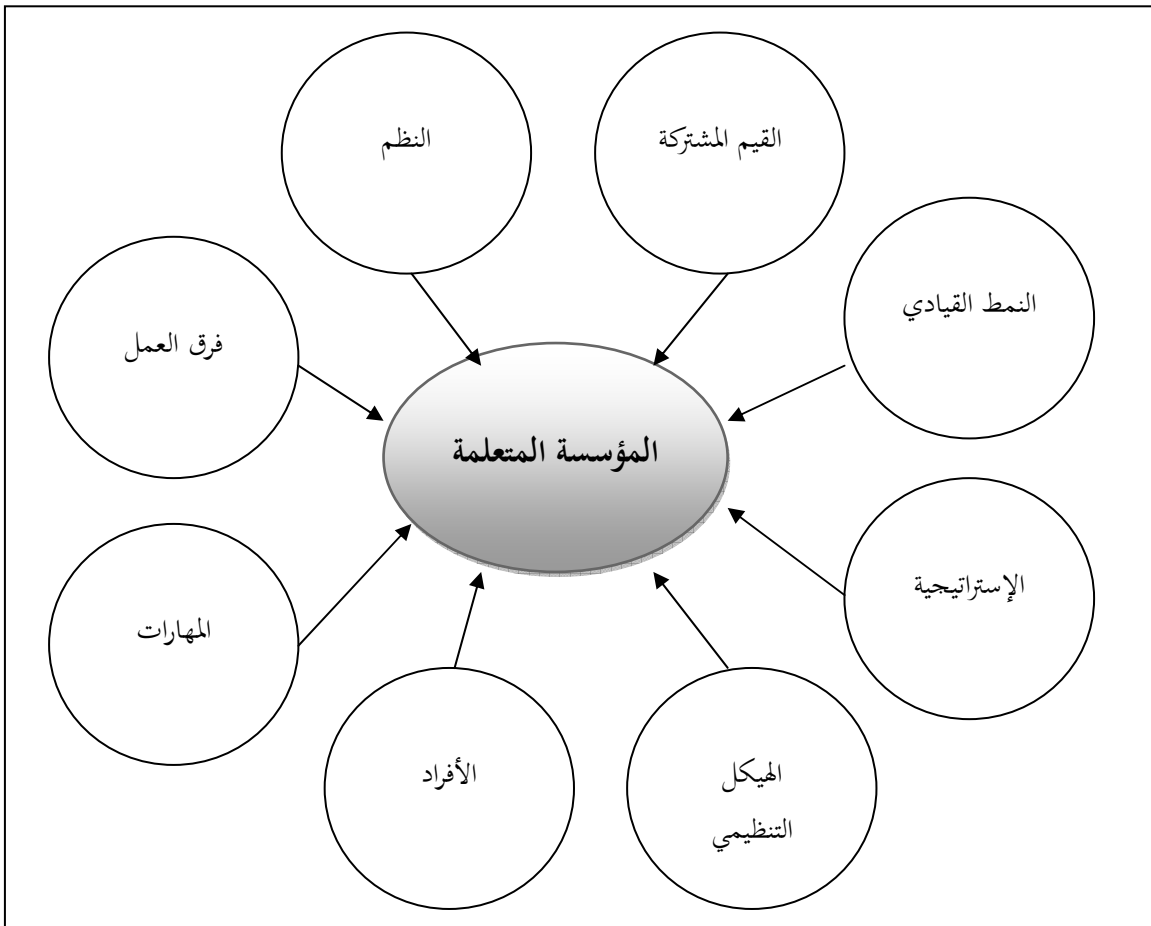 القيم المشتركة
النظم
النمط القيادي
فرق العمل
المؤسسة المتعلمة
الإستراتيجية
المهارات
الأفراد
الهيكل
التنظيمي